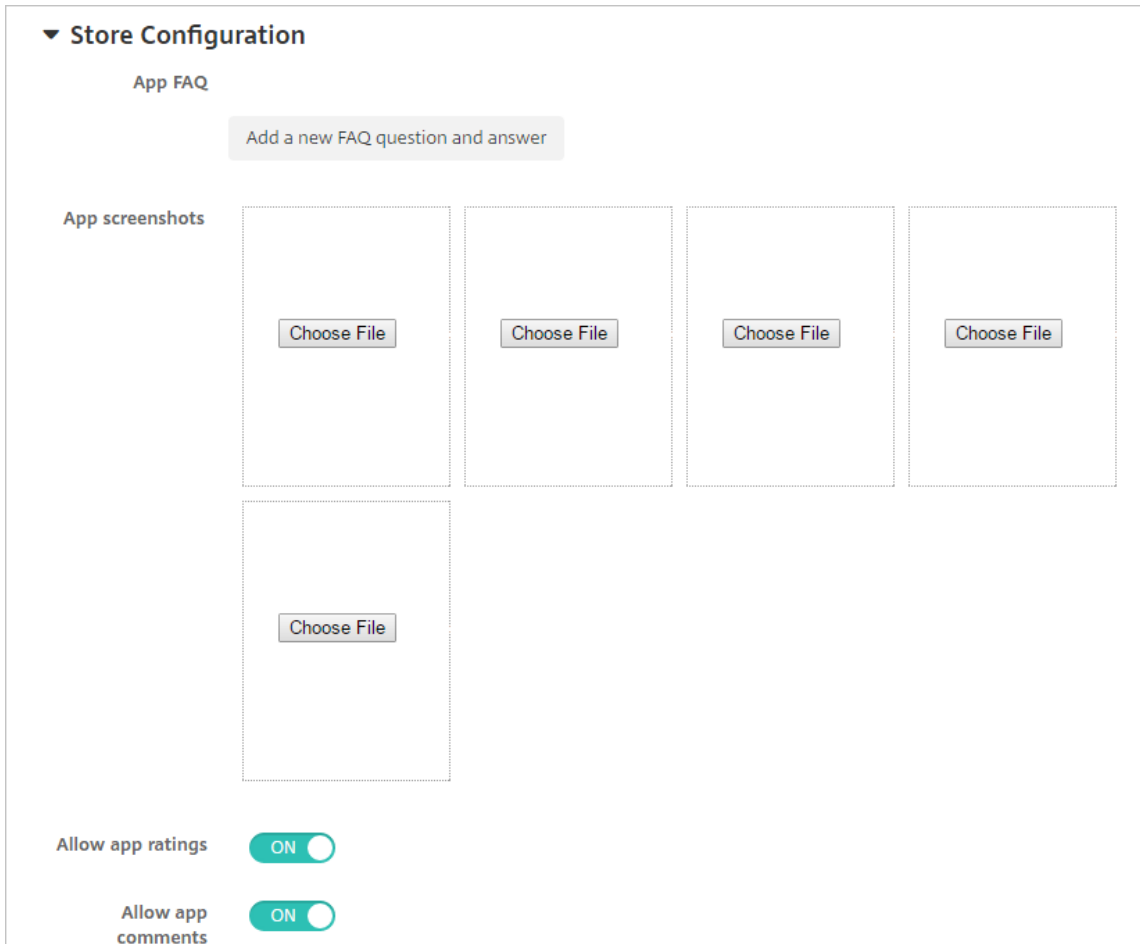 Store Configuration
App FAQ
Add a new FAQ question and answer
App screenshots
Choose File
Choose File
Choose File
Choose File
Choose File
Allow app ratings
ON
Allow app
comments
ON